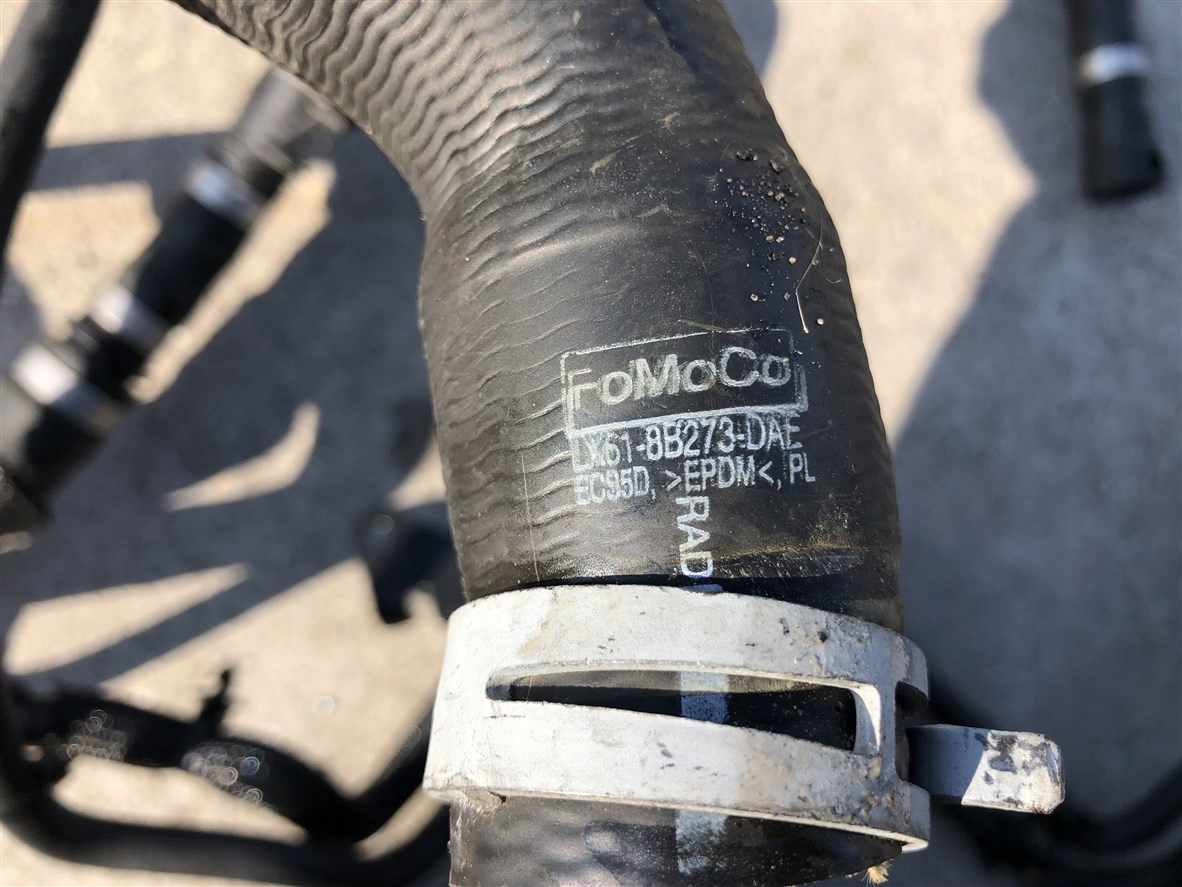 FoMoCo
LX61-8B273-DAE
EC95D, >EPDM<, PL
RAD